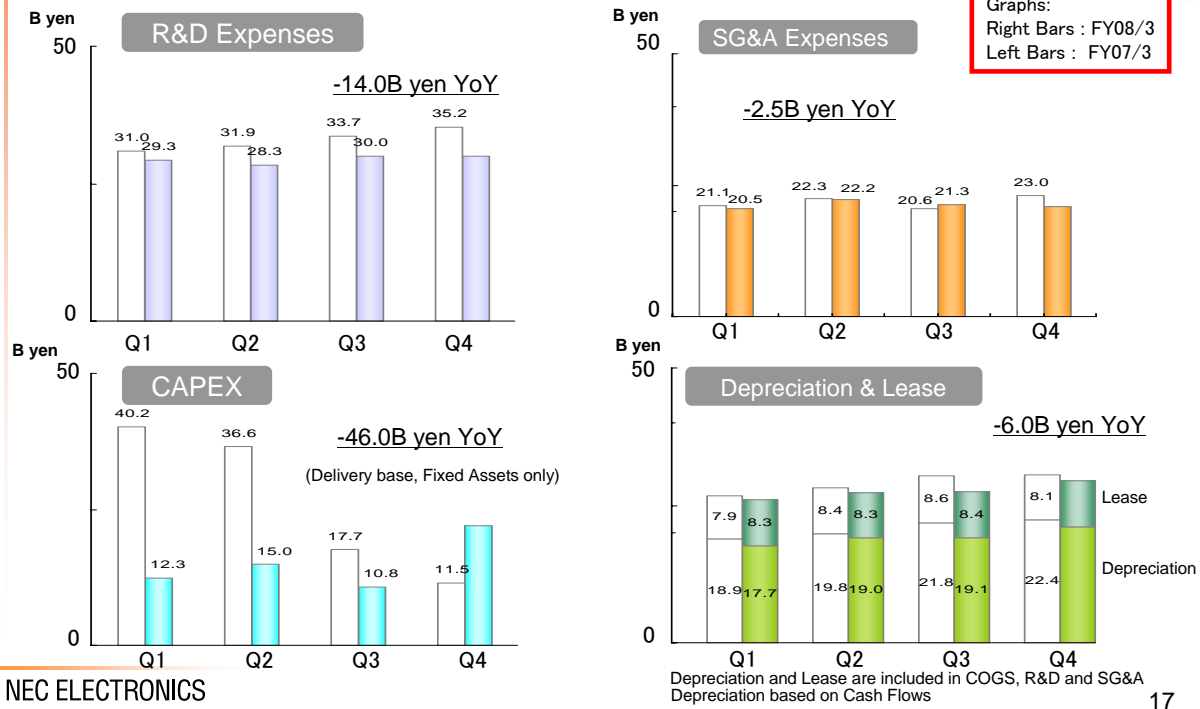 Graphs:
Right Bars : FY08/3
Left Bars : FY07/3
B yen
R&D Expenses
50
-14.0B yen YoY
31.0
29.3
31.9
28.3
33.7
30.0
35.2
0
Q1 Q2 Q3 Q4
B yen
SG&A Expenses
50
-2.5B yen YoY
21.1
20.5
22.3
22.2
20.6
21.3
23.0
0
Q1 Q2 Q3 Q4
B yen
50
CAPEX
40.2
36.6
-46.0B yen YoY
(Delivery base, Fixed Assets only)
12.3
15.0
17.7
10.8
11.5
0
Q1 Q2 Q3 Q4
B yen
50
Depreciation & Lease
-6.0B yen YoY
7.9 8.3 8.4 8.3 8.6 8.4 8.1 Lease
18.9 17.7 19.8 19.0 21.8 19.1 22.4 Depreciation
0
Q1 Q2 Q3 Q4
Depreciation and Lease are included in COGS, R&D and SG&A
Depreciation based on Cash Flows
NEC ELECTRONICS
17